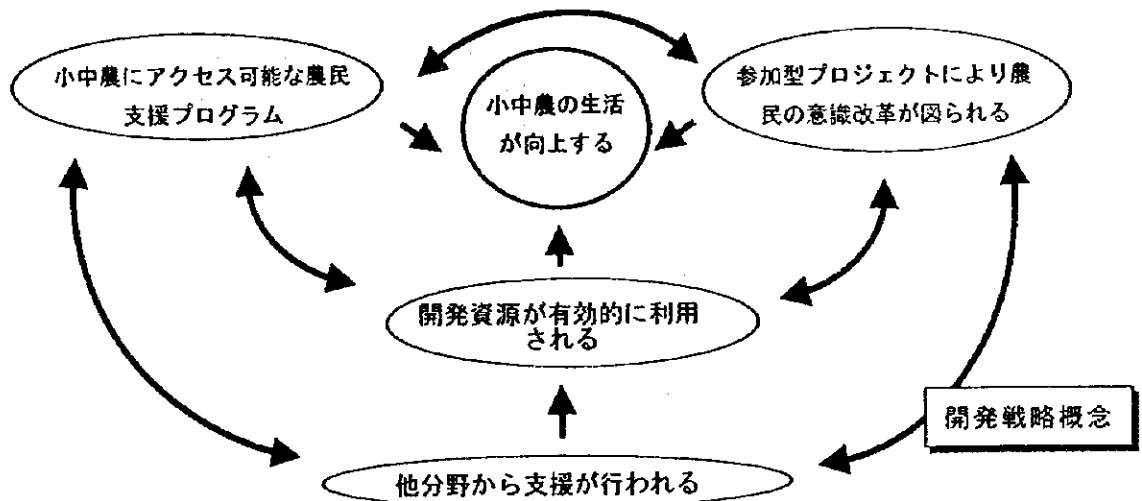 小中農にアクセス可能な農民
支援プログラム
小中農の生活
が向上する
参加型プロジェクトにより農
民の意識改革が図られる
開発資源が有効的に利用
される
開発戦略概念
他分野から支援が行われる